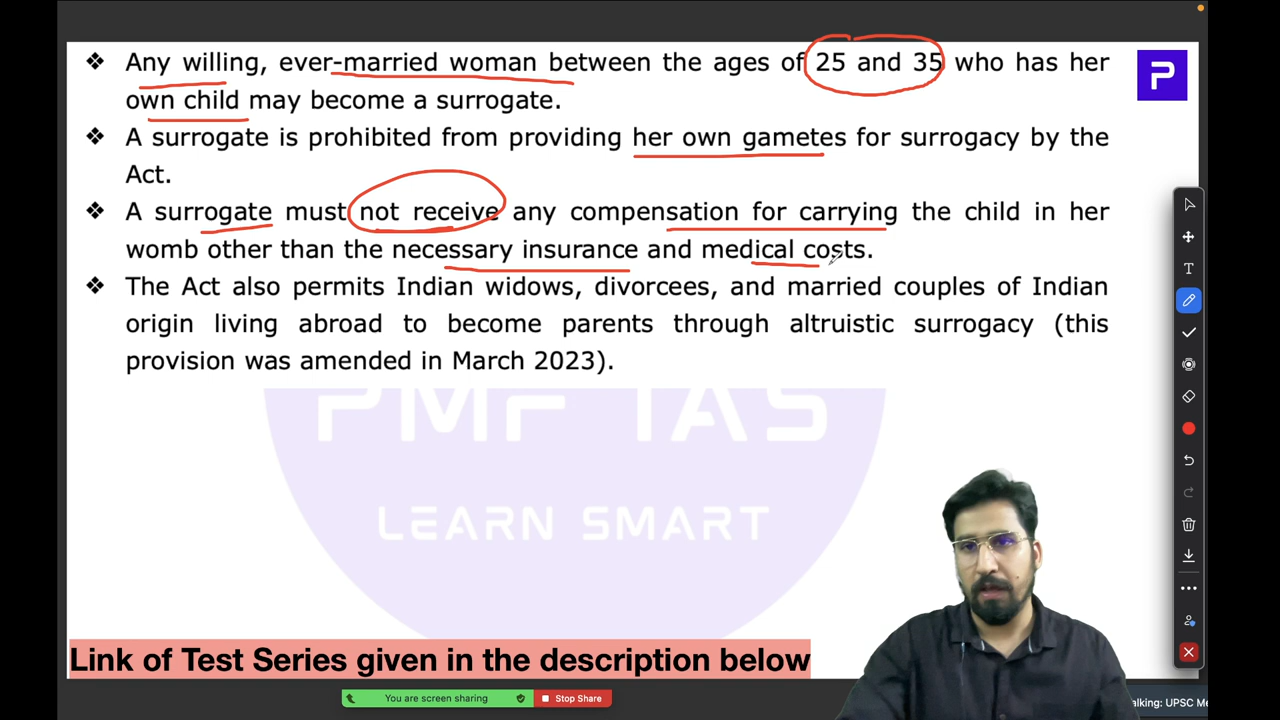 ❖ Any willing, ever-married woman between the ages of 25 and 35 who has her
own child may become a surrogate.
❖ A surrogate is prohibited from providing her own gametes for surrogacy by the
Act.
❖ A surrogate must not receive any compensation for carrying the child in her
womb other than the necessary insurance and medical costs.
❖ The Act also permits Indian widows, divorcees, and married couples of Indian
origin living abroad to become parents through altruistic surrogacy (this
provision was amended in March 2023).
P
T
PMF IAS
LEARN SMART
Link of Test Series given in the description below
You are screen sharing
Stop Share
alking: UPSC Me